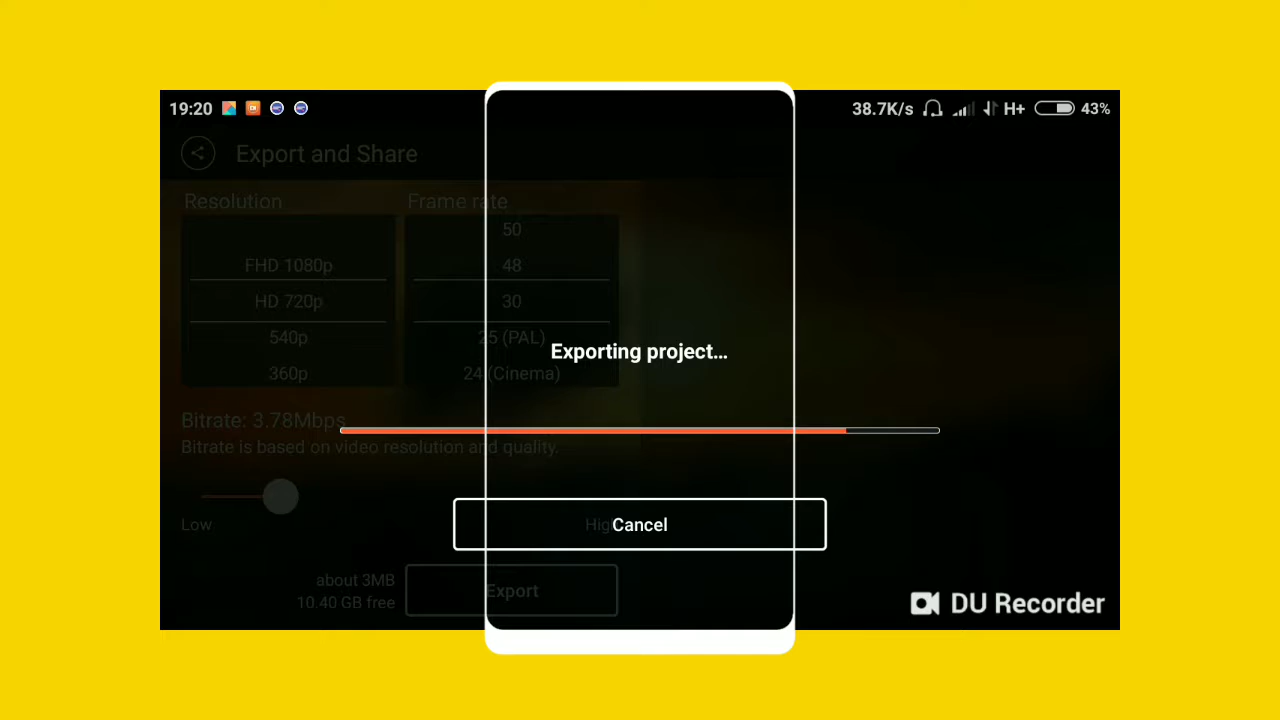 19:20
38.7K/s H+ 43%
Export and Share
Resolution
Frame rate
FHD 1080p
HD 720p
540p
360p
50
48
30
25 (PAL)
24 (Cinema)
Exporting project...
Bitrate: 3.78Mbps
Bitrate is based on video resolution and quality.
Low
Cancel
about 3MB
10.40 GB free
Export
DU Recorder